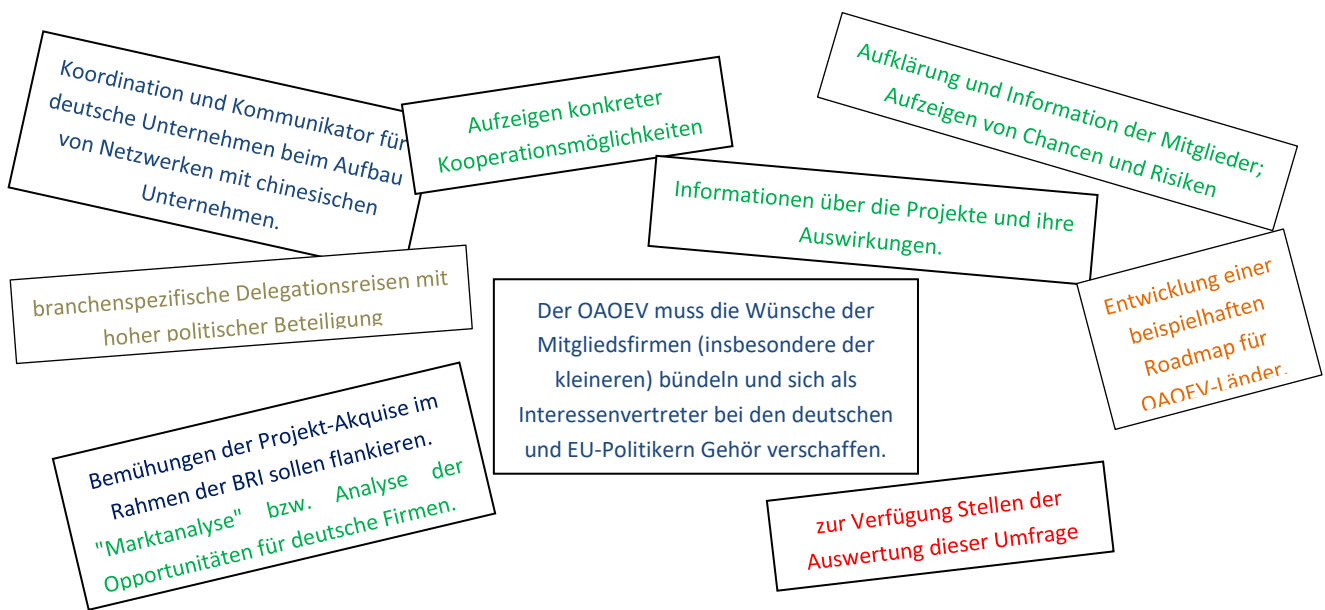 Koordination und Kommunikator für
deutsche Unternehmen beim Aufbau
von Netzwerken mit chinesischen
Unternehmen.
Aufzeigen konkreter
Kooperationsmöglichkeiten
Aufklärung und Information der Mitglieder;
Aufzeigen von Chancen und Risiken
Informationen über die Projekte und ihre
Auswirkungen.
branchenspezifische Delegationsreisen mit
hoher politischer Beteiligung
Der OAOEV muss die Wünsche der
Mitgliedsfirmen (insbesondere der
kleineren) bündeln und sich als
Interessenvertreter bei den deutschen
und EU-Politikern Gehör verschaffen.
Entwicklung einer
beispielhaften
Roadmap für
OAOEV-Länder.
Bemühungen der Projekt-Akquise im
Rahmen der BRI sollen flankieren.
"Marktanalyse" bzw. Analyse der
Opportunitäten für deutsche Firmen.
zur Verfügung Stellen der
Auswertung dieser Umfrage